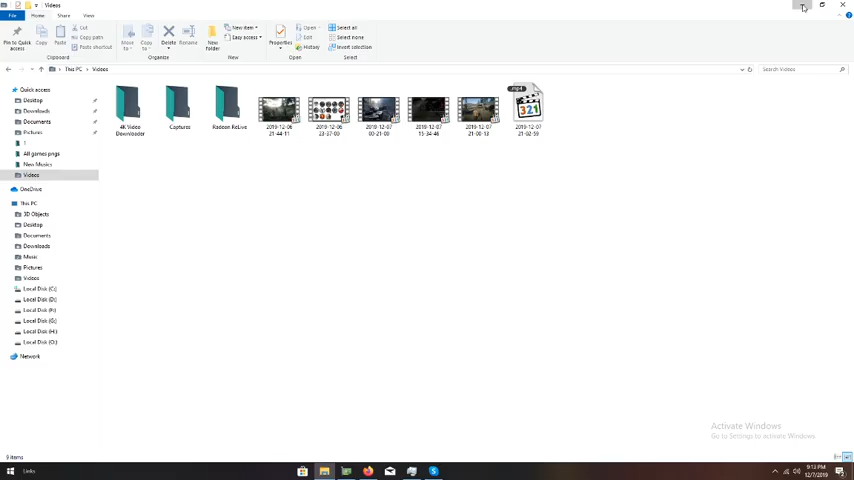 Videos
File Home Share View
Pin to Quick access
Copy
Paste
Cut
Copy path
Paste shortcut
Clipboard
Move to
Copy to
Delete
Rename
Organize
New folder
New item
Easy access
New
Properties
Open
Edit
History
Open
Select all
Select none
Invert selection
Select
This PC > Videos
Search Videos
Quick access
Desktop
Downloads
Documents
Pictures
1
All games pngs
New Musics
Videos
OneDrive
This PC
3D Objects
Desktop
Documents
Downloads
Music
Pictures
Videos
Local Disk (C:)
Local Disk (D:)
Local Disk (G:)
Local Disk (H:)
Local Disk (O:)
Network
4K Video Downloader
Captures
Radeon ReLive
2019-12-06 21-44-11
2019-12-06 23-37-00
2019-12-07 00-21-00
2019-12-07 15-34-46
2019-12-07 21-00-13
.mp4
321
2019-12-07 21-02-59
Activate Windows
Go to Settings to activate Windows
9 items
Links
9:13 PM
12/7/2019